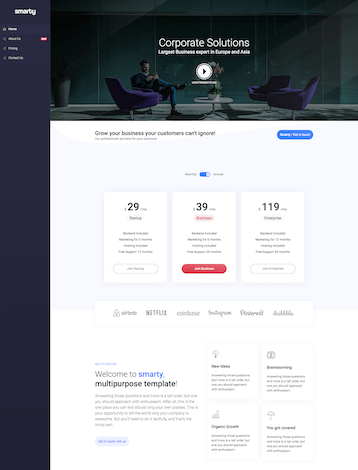 smarty
Home
About Us
Pricing
Contact Us
Corporate Solutions
Largest Business expert in Europe and Asia
Grow your business your customers can't ignore!
Our professionals are here for your business!
Smarty / Get in touch
Monthly
Annual
$ 29 /mo
Startup
Backend Included
Marketing for 3 months
Hosting Included
Free Support 12 months
Join Startup
$ 39 /mo
Business
Backend Included
Marketing for 6 months
Hosting Included
Free Support 24 months
Join Business
$ 119 /mo
Enterprise
Backend Included
Marketing for 12 months
Hosting Included
Free Support 36 months
Join Enterprise
airbnb
NETFLIX
coinbase
Instagram
Pinterest
dribbble
Welcome to smarty,
multipurpose template!
Answering those questions
and more is a tall order, but
one you should approach with
enthusiasm. After all, this is the
one place you can and should
sing your own praises. This is
your opportunity to tell the
world why your company is
awesome. But you'll need to do
it tactfully, and that's the
tricky part.
Get in touch with us
New Ideas
Answering those questions
and more is a tall order, but
one you should approach
with enthusiasm.
Brainstorming
Answering those questions
and more is a tall order, but
one you should approach
with enthusiasm.
Organic Growth
Answering those questions
and more is a tall order, but
one you should approach
with enthusiasm.
You got covered
Answering those questions
and more is a tall order, but
one you should approach
with enthusiasm.